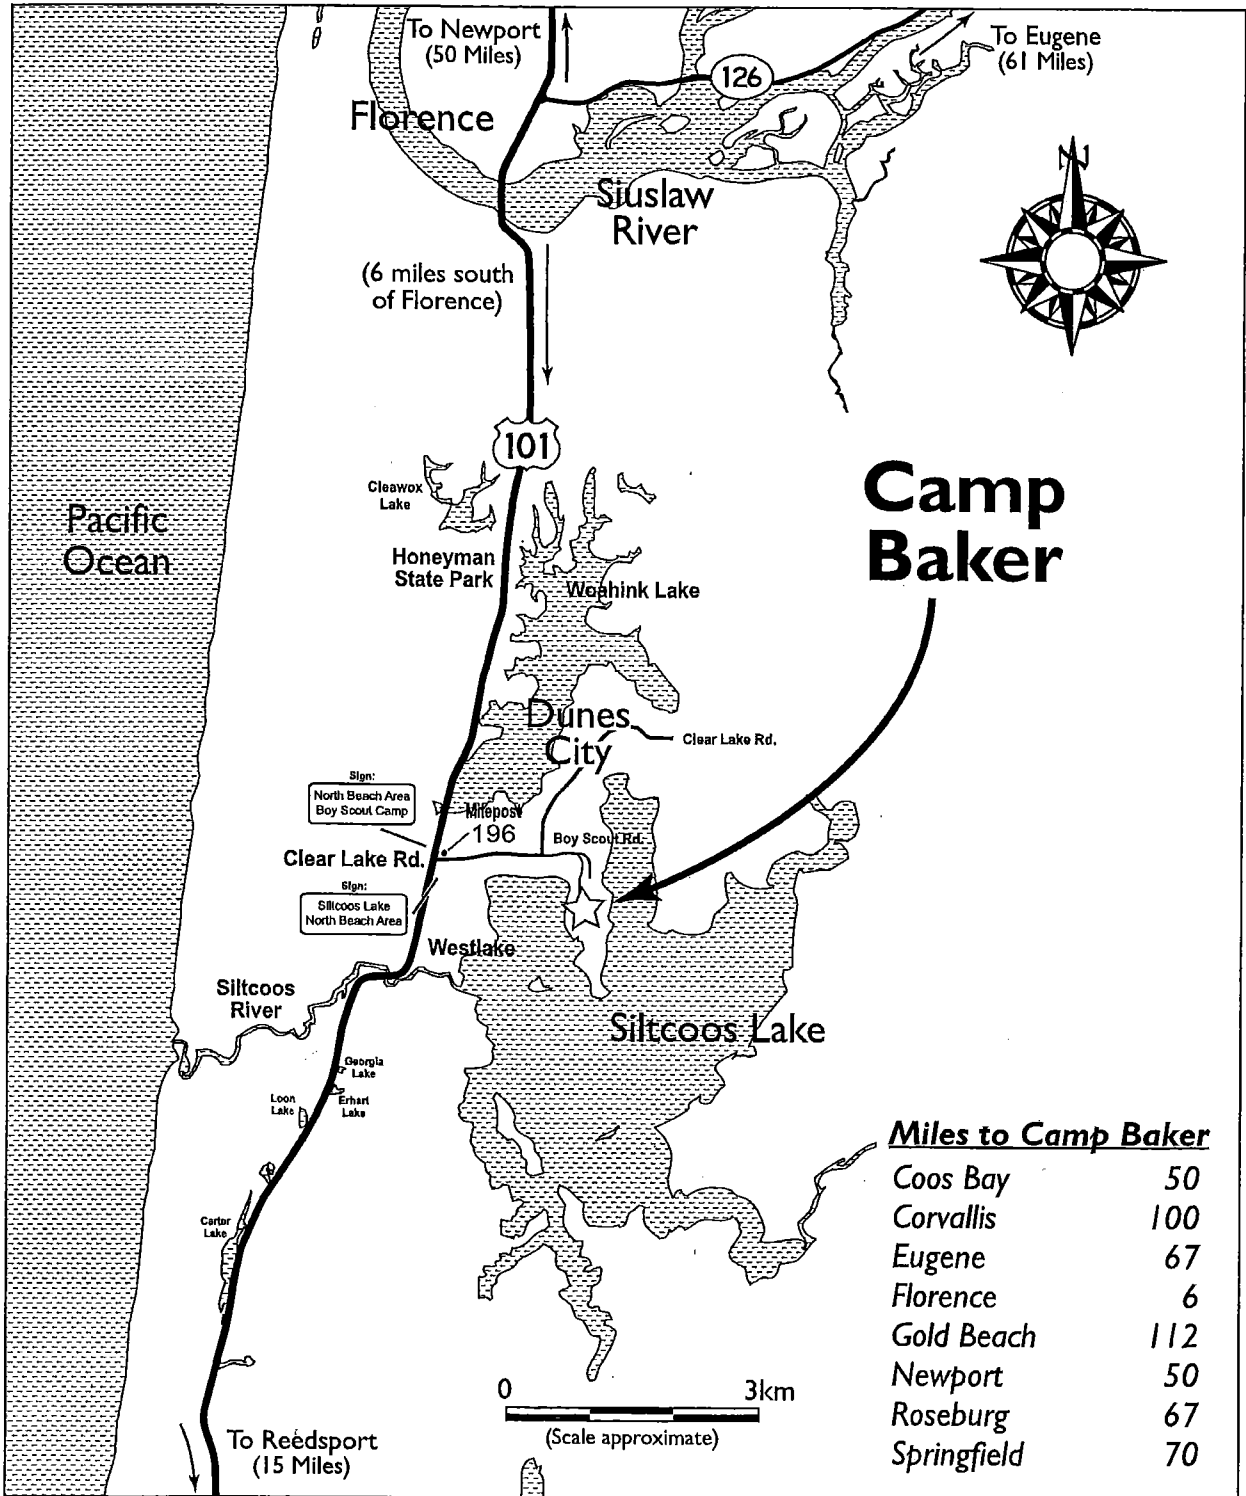 To Newport
(50 Miles)
To Eugene
(61 Miles)
126
Florence
N
Siuslaw
River
(6 miles south
of Florence)
101
Cleawox
Lake
Camp
Baker
Pacific
Ocean
Honeyman
State Park
Woahink Lake
Dunes
City
Clear Lake Rd.
Sign:
North Beach Area
Boy Scout Camp
Milepost
196
Boy Scout Rd.
Clear Lake Rd.
Sign:
Siltcoos Lake
North Beach Area
Westlake
Siltcoos
River
Siltcoos Lake
Georgia
Lake
Loon
Lake
Erhart
Lake
Carter
Lake
Miles to Camp Baker
Coos Bay 50
Corvallis 100
Eugene 67
Florence 6
Gold Beach 112
Newport 50
Roseburg 67
Springfield 70
0 3km
(Scale approximate)
To Reedsport
(15 Miles)